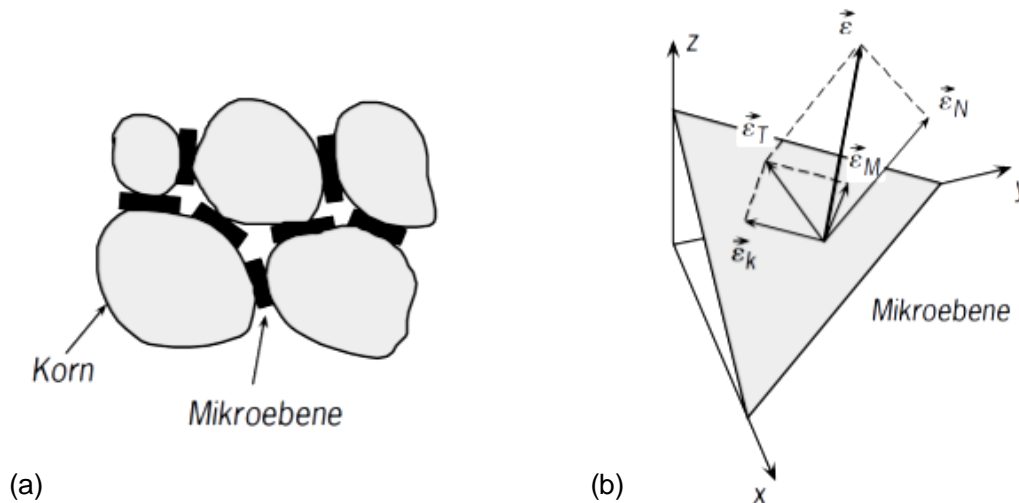 Korn
Mikroebene
(a)
z
ε⃗
ε⃗N
ε⃗T
ε⃗M
y
ε⃗k
Mikroebene
x
(b)